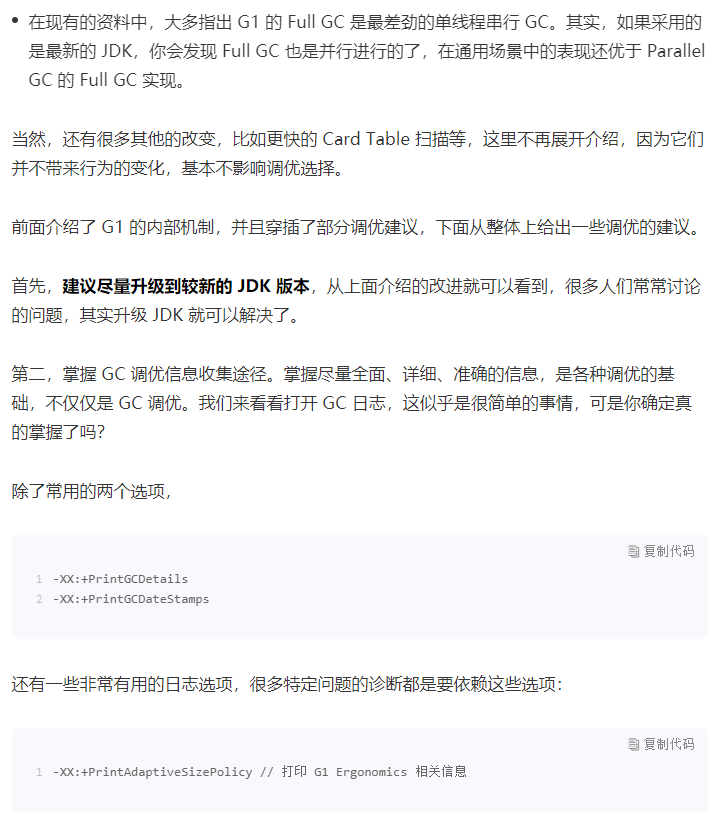 • 在现有的资料中，大多指出 G1 的 Full GC 是最差劲的单线程串行 GC。其实，如果采用的
是最新的 JDK，你会发现 Full GC 也是并行进行的了，在通用场景中的表现还优于 Parallel
GC 的 Full GC 实现。
当然，还有很多其他的改变，比如更快的 Card Table 扫描等，这里不再展开介绍，因为它们
并不带来行为的变化，基本不影响调优选择。
前面介绍了 G1 的内部机制，并且穿插了部分调优建议，下面从整体上给出一些调优的建议。
首先，建议尽量升级到较新的 JDK 版本，从上面介绍的改进就可以看到，很多人们常常讨论
的问题，其实升级 JDK 就可以解决了。
第二，掌握 GC 调优信息收集途径。掌握尽量全面、详细、准确的信息，是各种调优的基
础，不仅仅是 GC 调优。我们来看看打开 GC 日志，这似乎是很简单的事情，可是你确定真
的掌握了吗？
除了常用的两个选项，
复制代码
1 -XX:+PrintGCDetails
2 -XX:+PrintGCDateStamps
还有一些非常有用的日志选项，很多特定问题的诊断都是要依赖这些选项：
复制代码
1 -XX:+PrintAdaptiveSizePolicy // 打印 G1 Ergonomics 相关信息